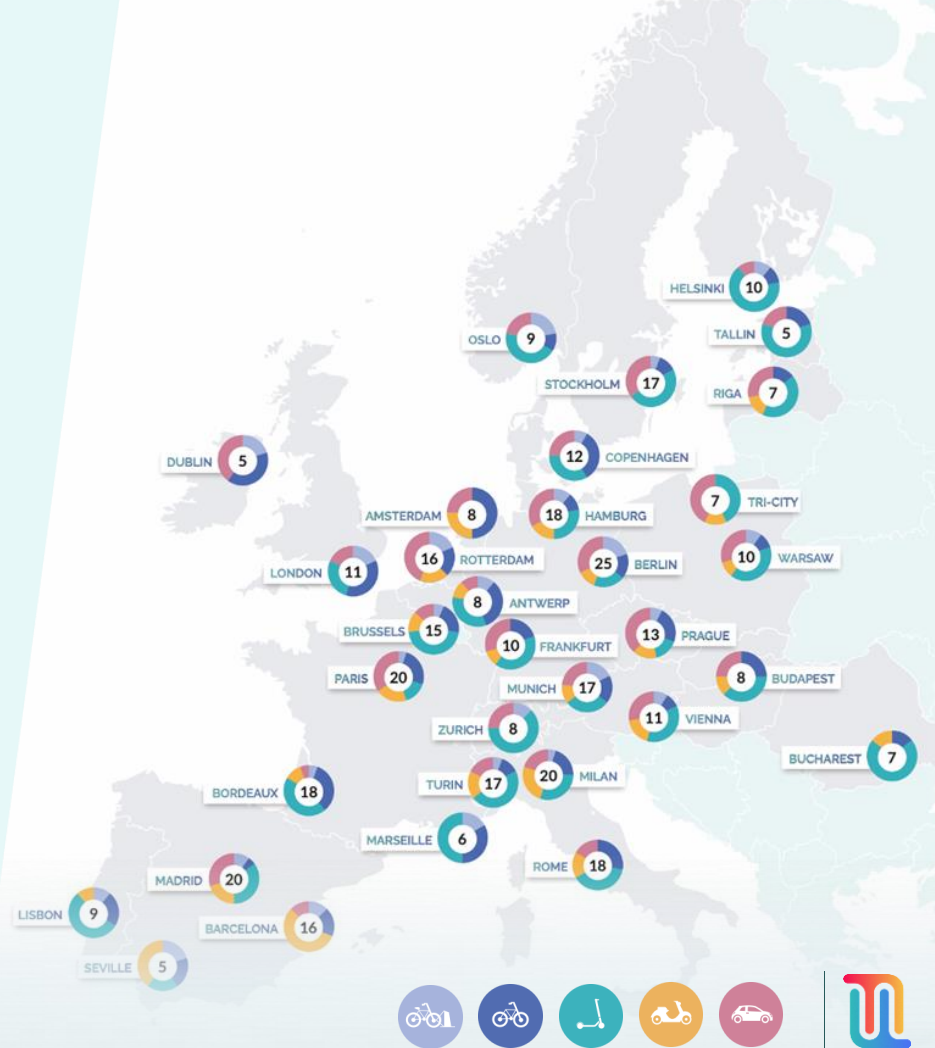 HELSINKI 10
TALLIN 5
OSLO 9
STOCKHOLM 17
RIGA 7
DUBLIN 5
12 COPENHAGEN
7 TRI-CITY
AMSTERDAM 8
18 HAMBURG
16 ROTTERDAM
10 WARSAW
LONDON 11
25 BERLIN
8 ANTWERP
BRUSSELS 15
10 FRANKFURT
13 PRAGUE
PARIS 20
MUNICH 17
8 BUDAPEST
11 VIENNA
ZURICH 8
BUCHAREST 7
TURIN 17
20 MILAN
BORDEAUX 18
MARSEILLE 6
ROME 18
MADRID 20
LISBON 9
BARCELONA 16
SEVILLE 5